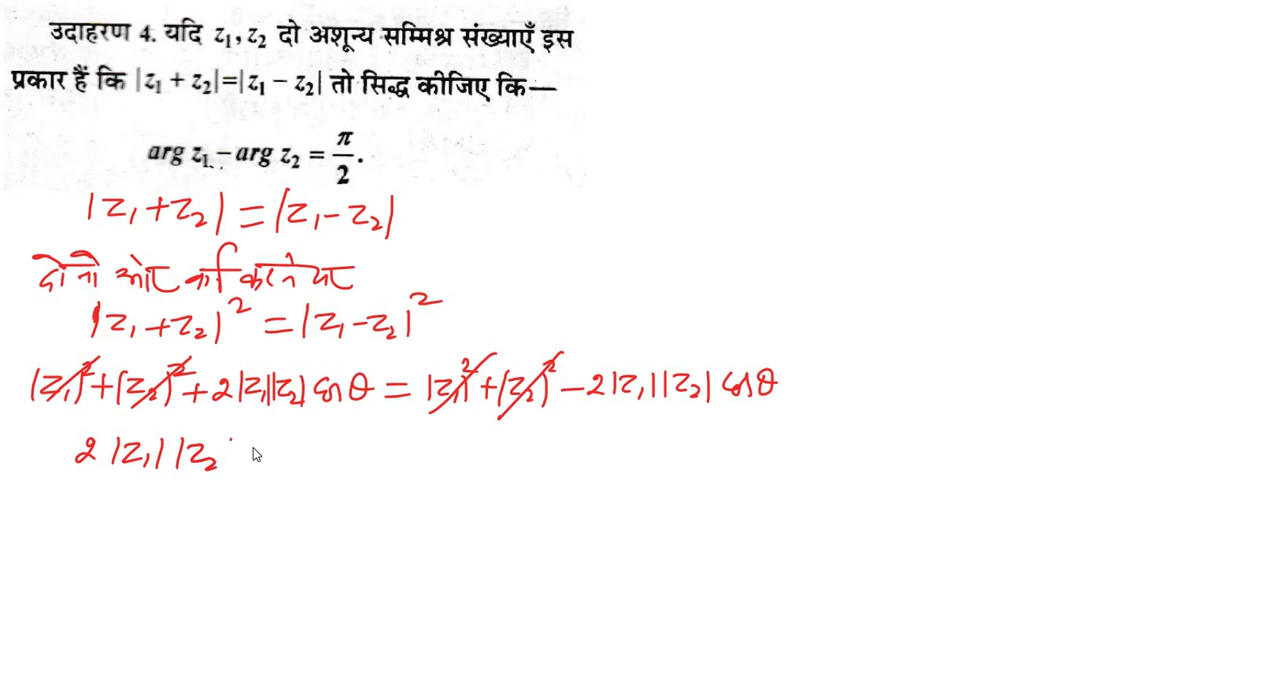 उदाहरण 4. यदि z₁, z₂ दो अशून्य सम्मिश्र संख्याएँ इस
प्रकार हैं कि |z₁ + z₂|=|z₁ − z₂| तो सिद्ध कीजिए कि—
arg z₁ − arg z₂ = π/2.
|z₁ + z₂| = |z₁ − z₂|
दोनो ओर वर्ग करने पर
|z₁ + z₂|² = |z₁ − z₂|²
|z₁|² + |z₂|² + 2|z₁||z₂| cos θ = |z₁|² + |z₂|² − 2|z₁||z₂| cos θ
2 |z₁| |z₂